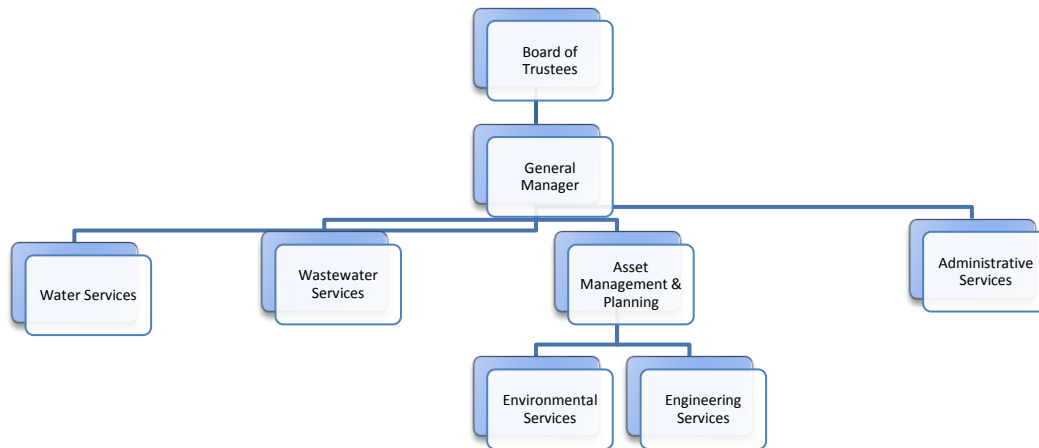 Board of
Trustees
General
Manager
Water Services
Wastewater
Services
Asset
Management &
Planning
Administrative
Services
Environmental
Services
Engineering
Services